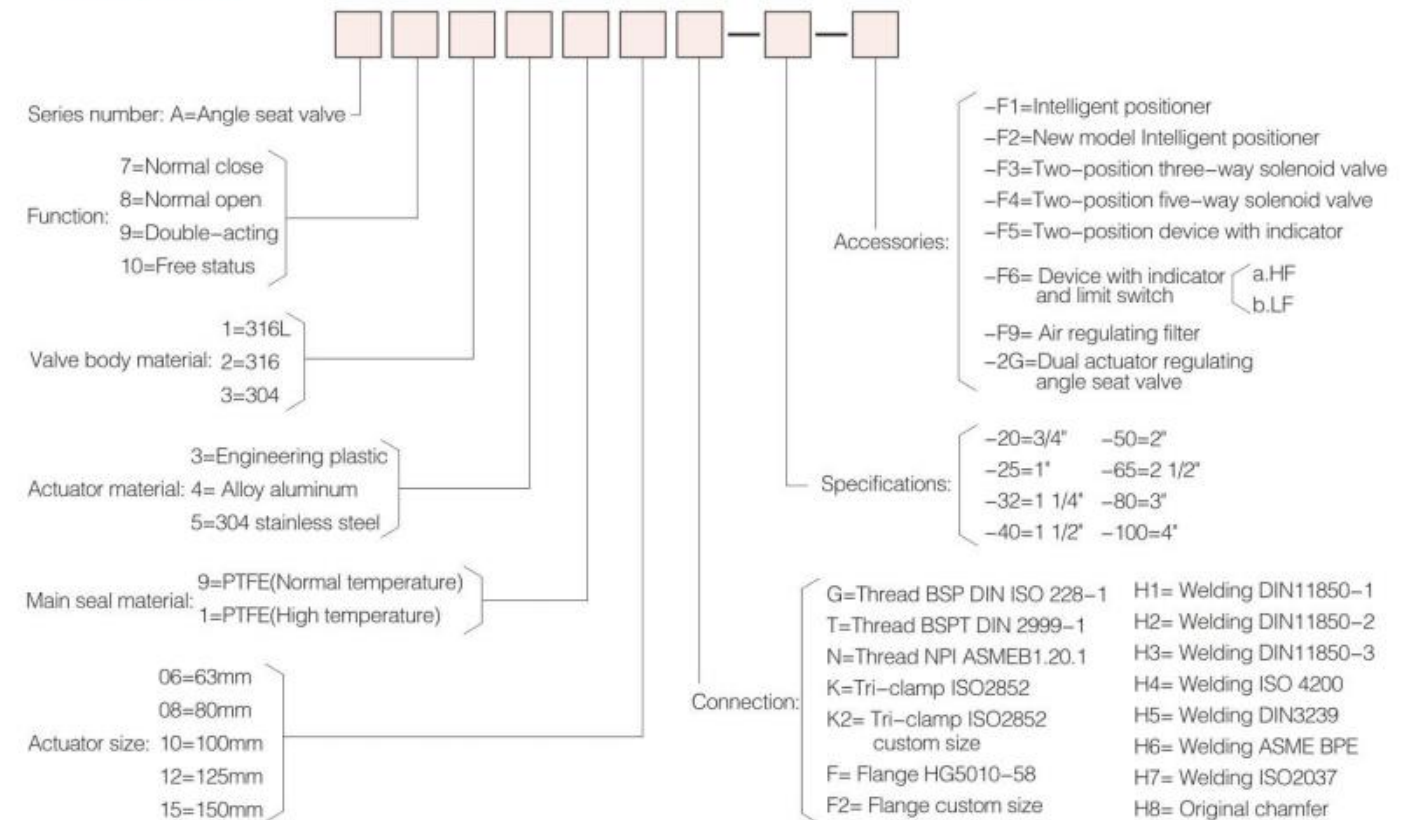 Series number: A=Angle seat valve
Function:
7=Normal close
8=Normal open
9=Double-acting
10=Free status
Valve body material:
1=316L
2=316
3=304
Actuator material:
3=Engineering plastic
4= Alloy aluminum
5=304 stainless steel
Main seal material:
9=PTFE(Normal temperature)
1=PTFE(High temperature)
Actuator size:
06=63mm
08=80mm
10=100mm
12=125mm
15=150mm
Accessories:
-F1=Intelligent positioner
-F2=New model Intelligent positioner
-F3=Two-position three-way solenoid valve
-F4=Two-position five-way solenoid valve
-F5=Two-position device with indicator
-F6= Device with indicator
and limit switch
a.HF
b.LF
-F9= Air regulating filter
-2G=Dual actuator regulating
angle seat valve
Specifications:
-20=3/4"
-25=1"
-32=1 1/4"
-40=1 1/2"
-50=2"
-65=2 1/2"
-80=3"
-100=4"
Connection:
G=Thread BSP DIN ISO 228-1
T=Thread BSPT DIN 2999-1
N=Thread NPI ASMEB1.20.1
K=Tri-clamp ISO2852
K2= Tri-clamp ISO2852
custom size
F= Flange HG5010-58
F2= Flange custom size
H1= Welding DIN11850-1
H2= Welding DIN11850-2
H3= Welding DIN11850-3
H4= Welding ISO 4200
H5= Welding DIN3239
H6= Welding ASME BPE
H7= Welding ISO2037
H8= Original chamfer